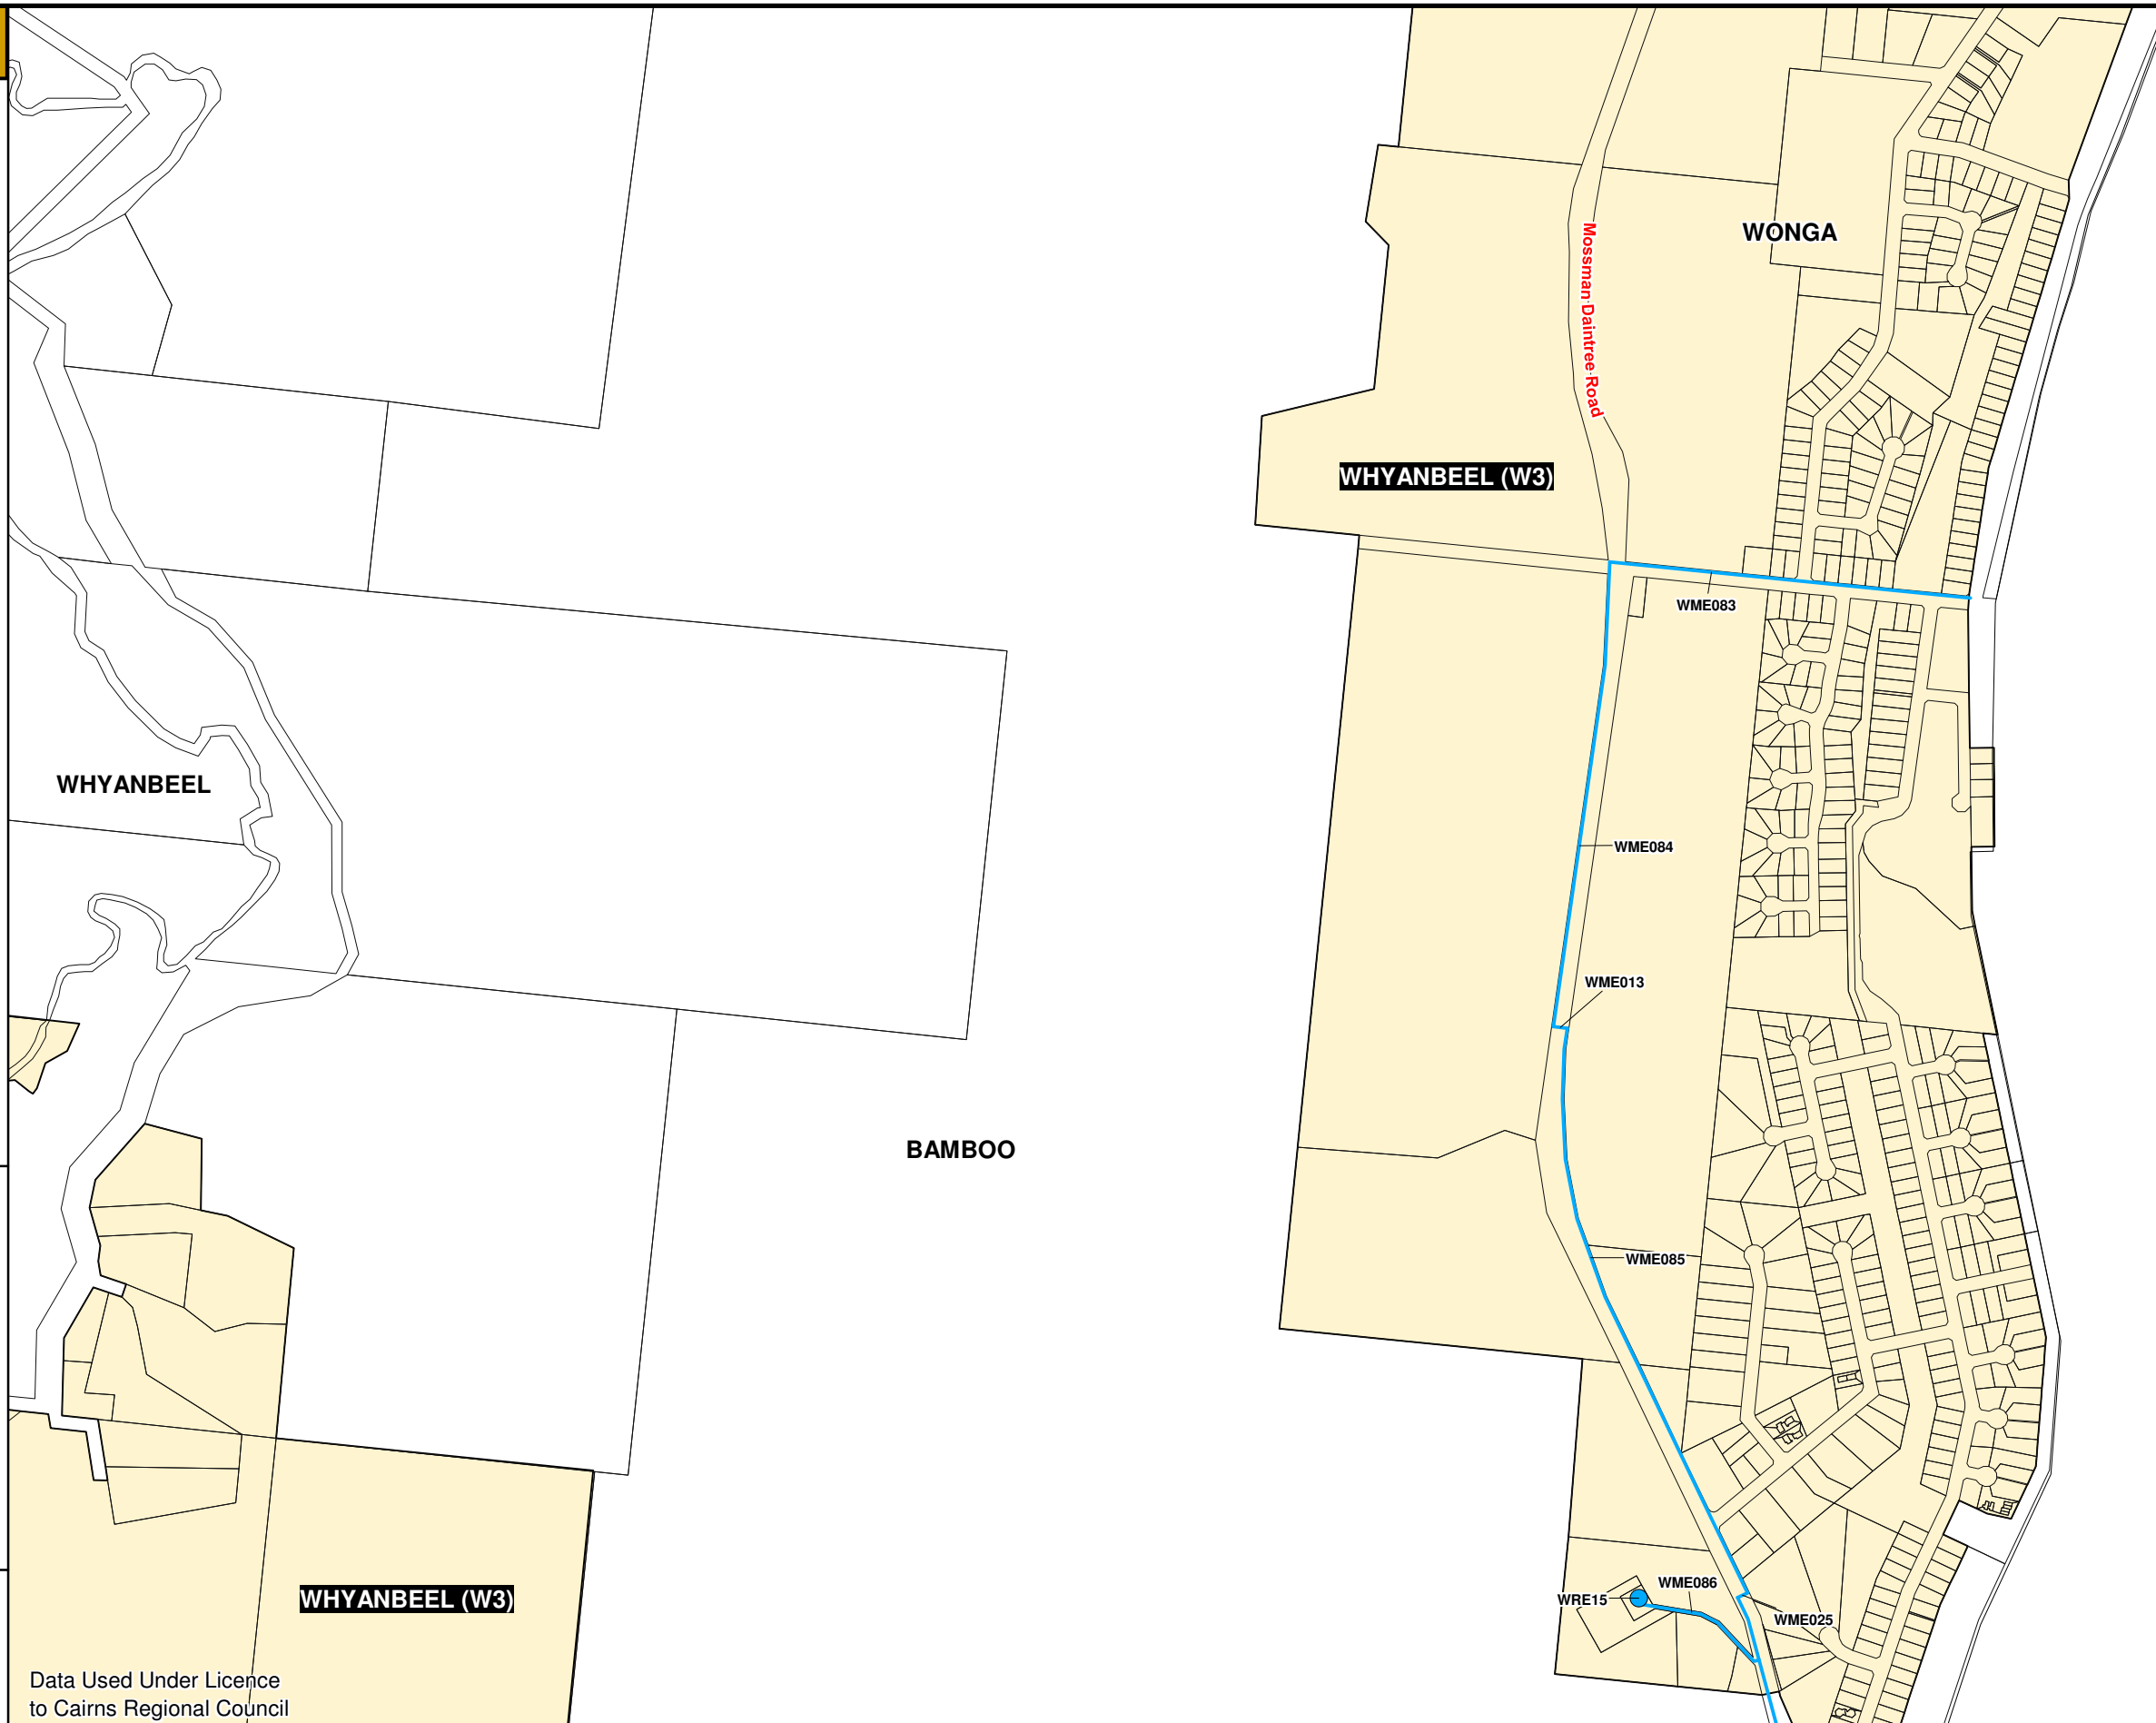 WONGA
Mossman Daintree Road
WHYANBEEL (W3)
WME083
WHYANBEEL
WME084
WME013
BAMBOO
WME085
WME086
WRE15
WHYANBEEL (W3)
WME025
Data Used Under Licence
to Cairns Regional Council